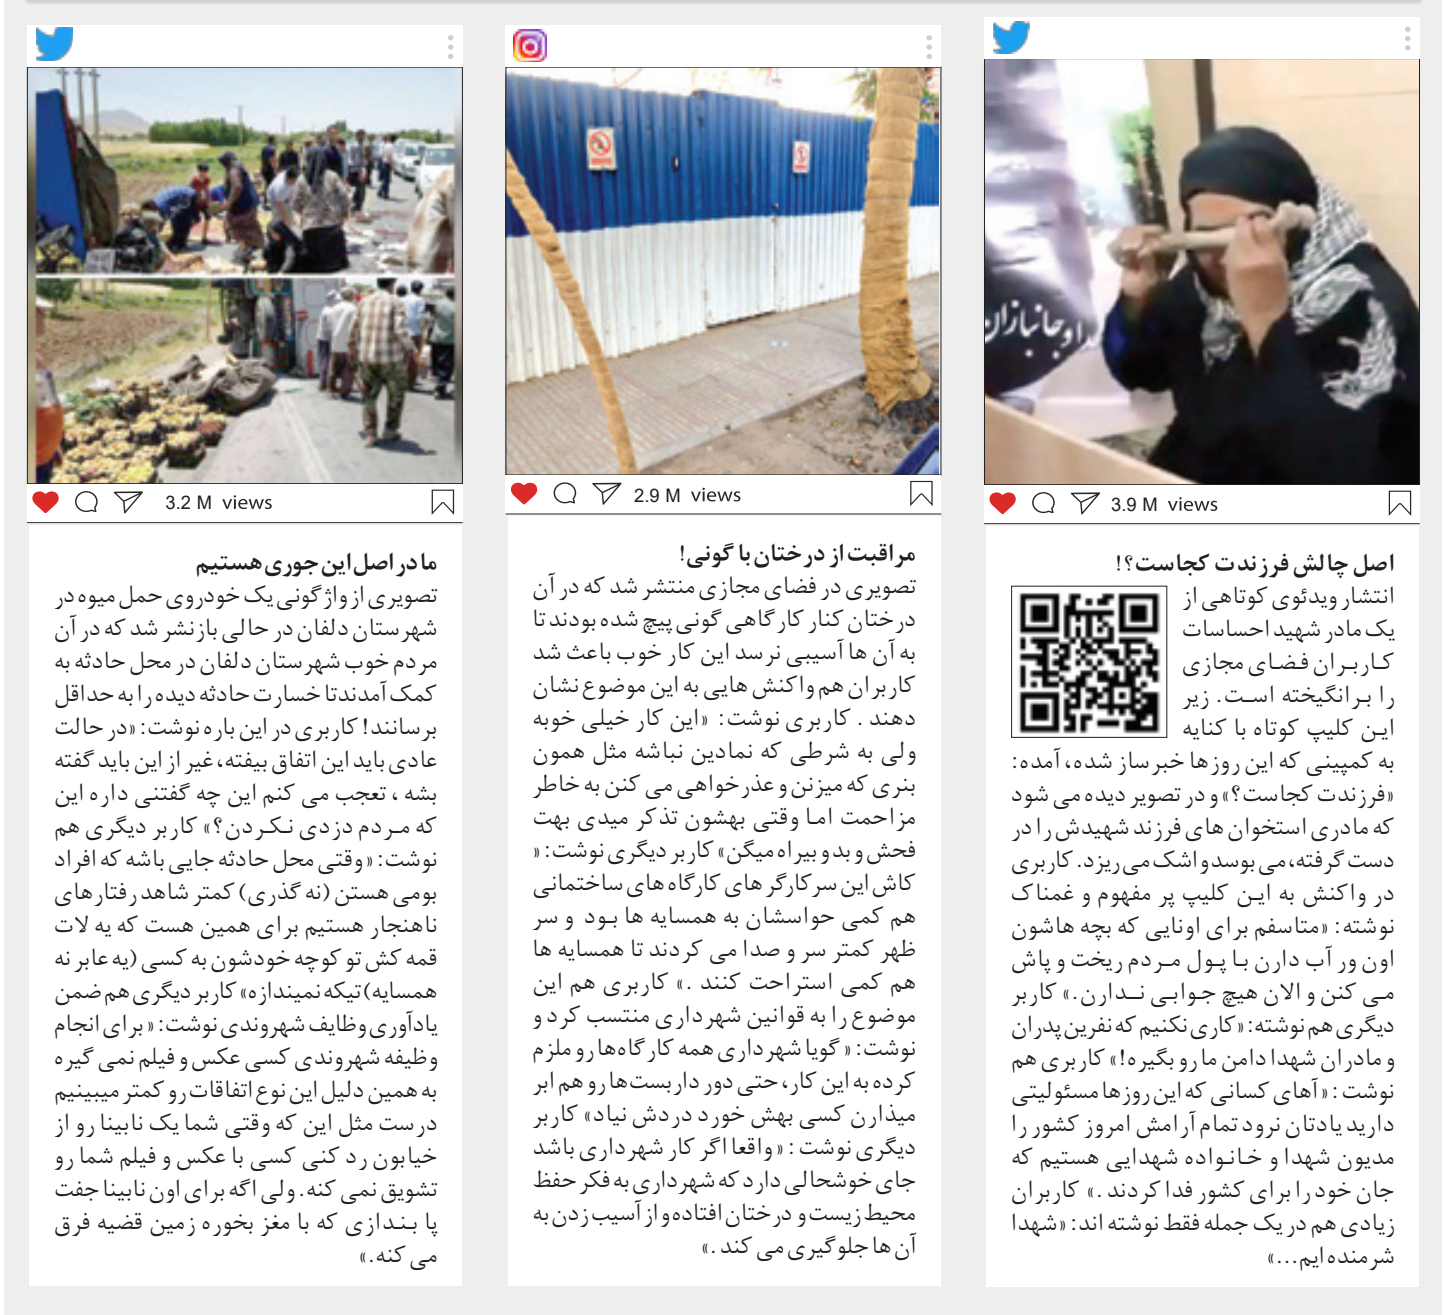 اوجانبازان
3.9 M views
اصل چالش فرزندت کجاست؟!
انتشار ویدئوی کوتاهی از
یک مادر شهید احساسات
کاربران فضای مجازی
را برانگیخته است. زیر
این کلیپ کوتاه با کنایه
به کمپینی که این روزها خبرساز شده، آمده:
«فرزندت کجاست؟» و در تصویر دیده می شود
که مادری استخوان های فرزند شهیدش را در
دست گرفته، می بوسد و اشک می ریزد. کاربری
در واکنش به این کلیپ پر مفهوم و غمناک
نوشته: «متاسفم برای اونایی که بچه هاشون
اون ور آب دارن با پول مردم ریخت و پاش
می کنن و الان هیچ جوابی ندارن.» کاربر
دیگری هم نوشته: «کاری نکنیم که نفرین پدران
و مادران شهدا دامن ما رو بگیره!» کاربری هم
نوشت: «آهای کسانی که این روزها مسئولیتی
دارید یادتان نرود تمام آرامش امروز کشور را
مدیون شهدا و خانواده شهدایی هستیم که
جان خود را برای کشور فدا کردند.» کاربران
زیادی هم در یک جمله فقط نوشته اند: «شهدا
شرمنده ایم...»
2.9 M views
مراقبت از درختان با گونی!
تصویری در فضای مجازی منتشر شد که در آن
درختان کنار کارگاهی گونی پیچ شده بودند تا
به آن ها آسیبی نرسد این کار خوب باعث شد
کاربران هم واکنش هایی به این موضوع نشان
دهند. کاربری نوشت: «این کار خیلی خوبه
ولی به شرطی که نمادین نباشه مثل همون
بنری که میزنن و عذرخواهی می کنن به خاطر
مزاحمت اما وقتی بهشون تذکر میدی بهت
فحش و بد و بیراه میگن» کاربر دیگری نوشت: «
کاش این سرکارگر های کارگاه های ساختمانی
هم کمی حواسشان به همسایه ها بود و سر
ظهر کمتر سر و صدا می کردند تا همسایه ها
هم کمی استراحت کنند.» کاربری هم این
موضوع را به قوانین شهرداری منتسب کرد و
نوشت: «گویا شهرداری همه کارگاه‌ها رو ملزم
کرده به این کار، حتی دور داربست‌ها رو هم ابر
میذارن کسی بهش خورد دردش نیاد» کاربر
دیگری نوشت: «واقعا اگر کار شهرداری باشد
جای خوشحالی دارد که شهرداری به فکر حفظ
محیط زیست و درختان افتاده و از آسیب زدن به
آن ها جلوگیری می کند.»
3.2 M views
ما در اصل این جوری هستیم
تصویری از واژگونی یک خودروی حمل میوه در
شهرستان دلفان در حالی بازنشر شد که در آن
مردم خوب شهرستان دلفان در محل حادثه به
کمک آمدند تا خسارت حادثه دیده را به حداقل
برسانند! کاربری در این باره نوشت: «در حالت
عادی باید این اتفاق بیفته، غیر از این باید گفته
بشه، تعجب می کنم این چه گفتنی داره این
که مردم دزدی نکردن؟» کاربر دیگری هم
نوشت: «وقتی محل حادثه جایی باشه که افراد
بومی هستن (نه گذری) کمتر شاهد رفتارهای
ناهنجار هستیم برای همین هست که یه لات
قمه کش تو کوچه خودشون به کسی (یه عابر نه
همسایه) تیکه نمیندازه» کاربر دیگری هم ضمن
یادآوری وظایف شهروندی نوشت: «برای انجام
وظیفه شهروندی کسی عکس و فیلم نمی گیره
به همین دلیل این نوع اتفاقات رو کمتر میبینیم
درست مثل این که وقتی شما یک نابینا رو از
خیابون رد کنی کسی با عکس و فیلم شما رو
تشویق نمی کنه. ولی اگه برای اون نابینا جفت
پا بندازی که با مغز بخوره زمین قضیه فرق
می کنه.»